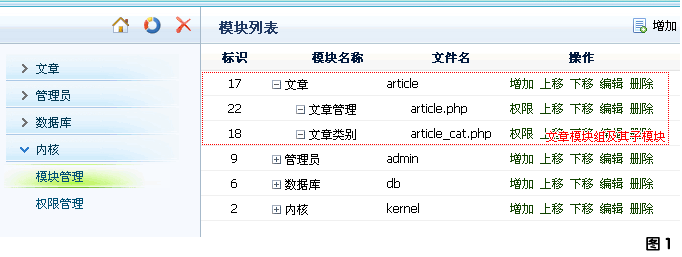 模块列表
增加
文章
管理员
数据库
内核
模块管理
权限管理
标识 模块名称 文件名 操作
17 文章 article 增加 上移 下移 编辑 删除
22 文章管理 article.php 权限 上移 下移 编辑 删除
18 文章类别 article_cat.php 权限 上移 下移 编辑 删除
文章模块组及其子模块
9 管理员 admin 增加 上移 下移 编辑 删除
6 数据库 db 增加 上移 下移 编辑 删除
2 内核 kernel 增加 上移 下移 编辑 删除
图1